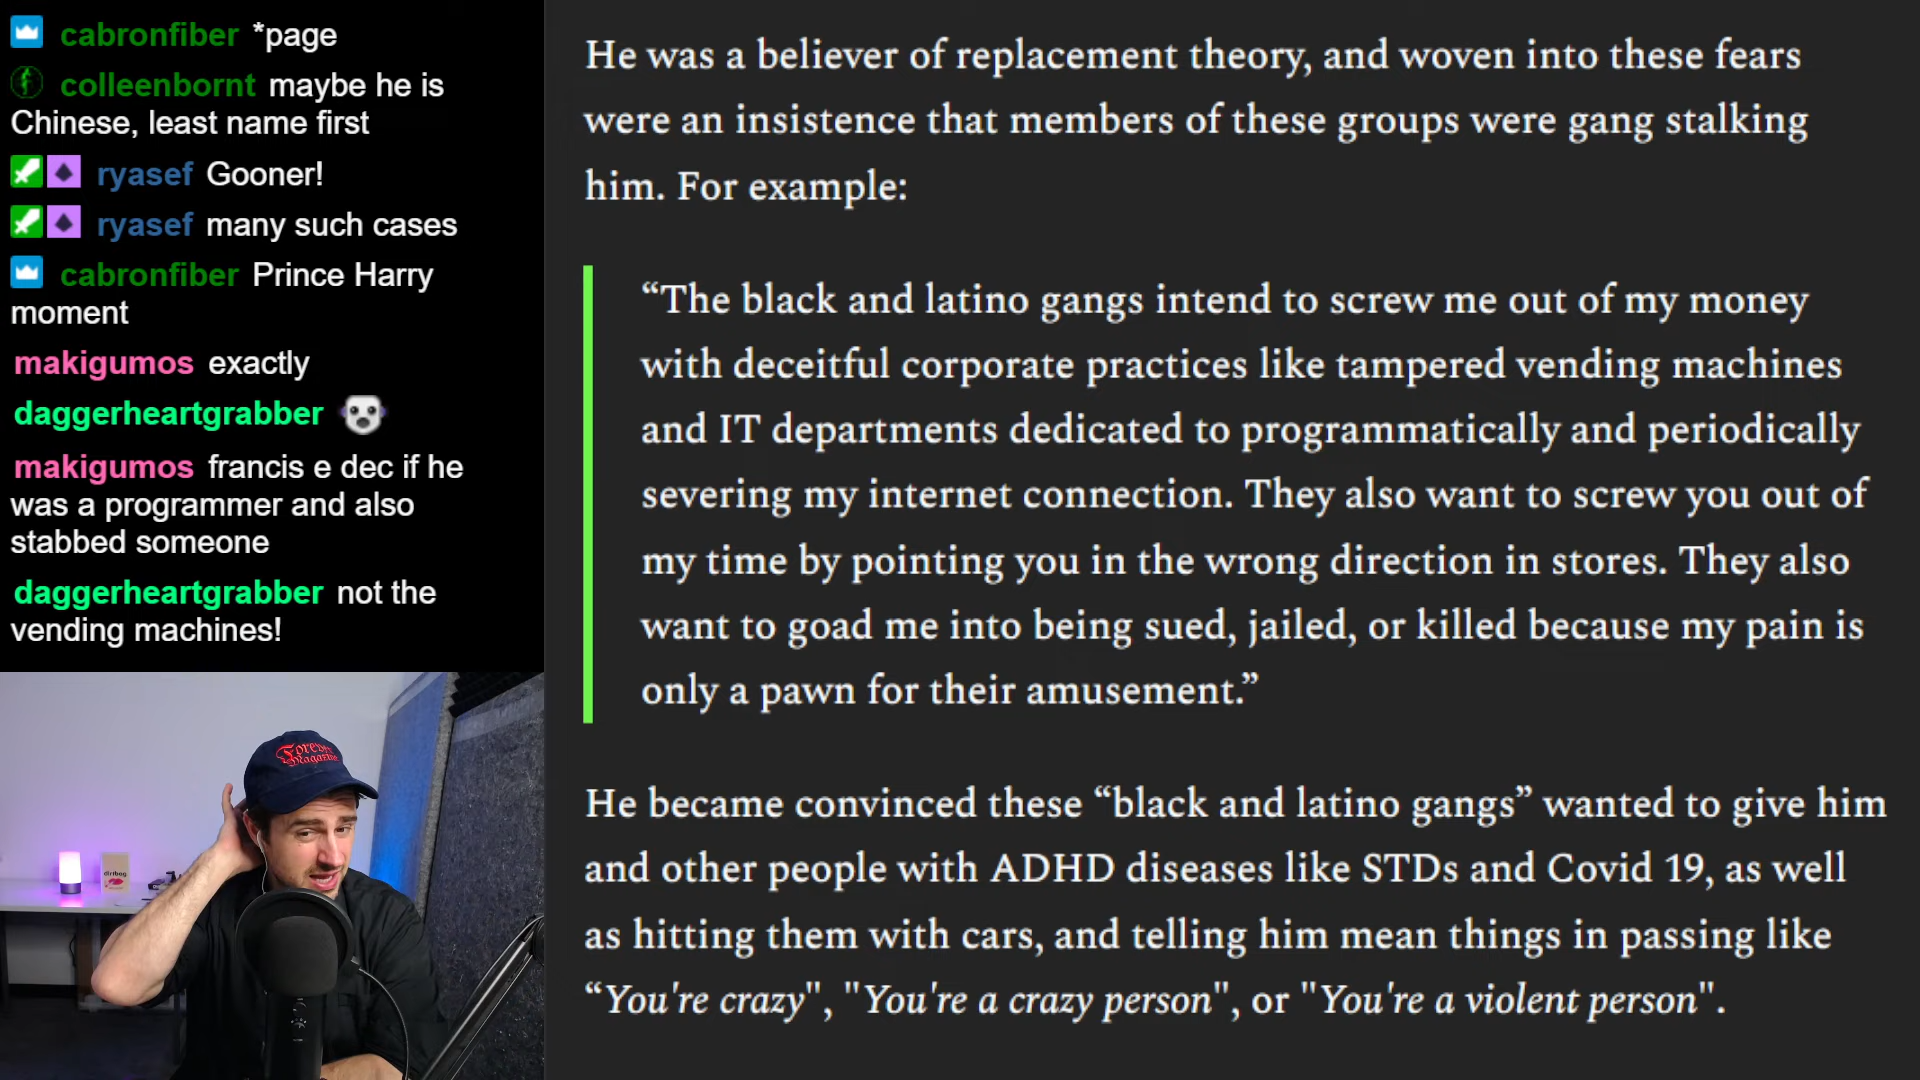 cabronfiber *page
colleenbornt maybe he is
Chinese, least name first
ryasef Gooner!
ryasef many such cases
cabronfiber Prince Harry
moment
makigumos exactly
daggerheartgrabber
makigumos francis e dec if he
was a programmer and also
stabbed someone
daggerheartgrabber not the
vending machines!
Forever
Magazine
He was a believer of replacement theory, and woven into these fears
were an insistence that members of these groups were gang stalking
him. For example:
“The black and latino gangs intend to screw me out of my money
with deceitful corporate practices like tampered vending machines
and IT departments dedicated to programmatically and periodically
severing my internet connection. They also want to screw you out of
my time by pointing you in the wrong direction in stores. They also
want to goad me into being sued, jailed, or killed because my pain is
only a pawn for their amusement.”
He became convinced these “black and latino gangs” wanted to give him
and other people with ADHD diseases like STDs and Covid 19, as well
as hitting them with cars, and telling him mean things in passing like
“You're crazy", "You're a crazy person", or "You're a violent person".